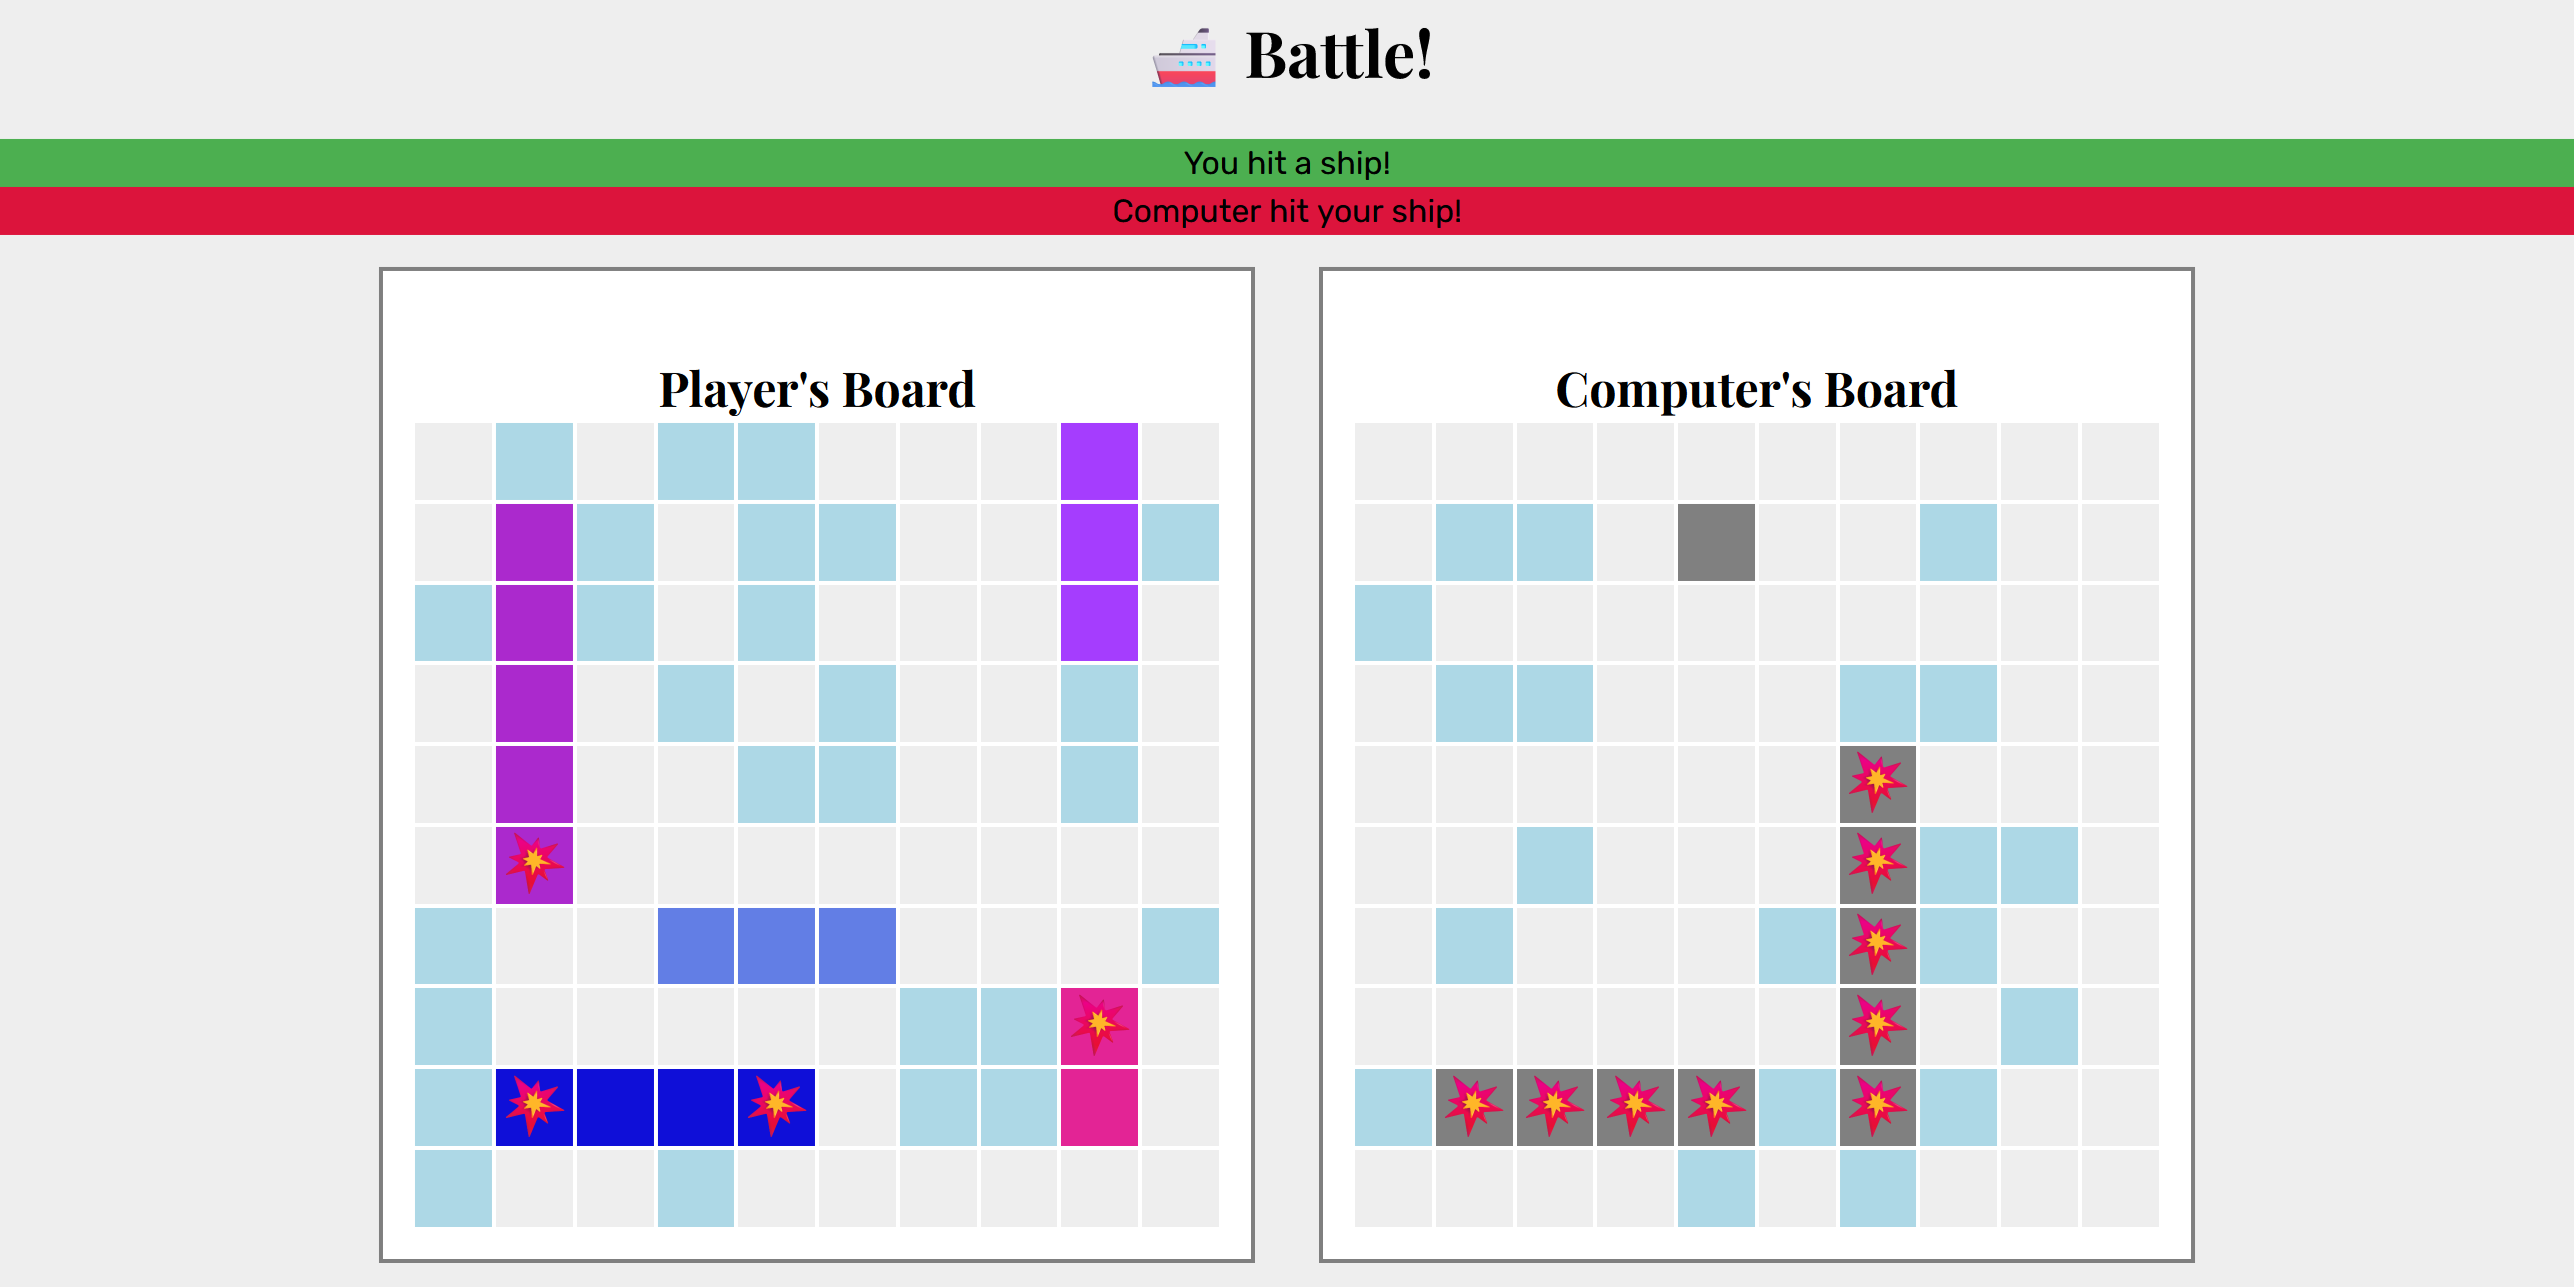 Battle!
You hit a ship!
Computer hit your ship!
Player's Board
Computer's Board